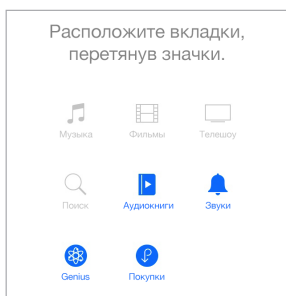 Расположите вкладки,
перетянув значки.
Музыка Фильмы Телешоу
Поиск Аудиокниги Звуки
Genius Покупки